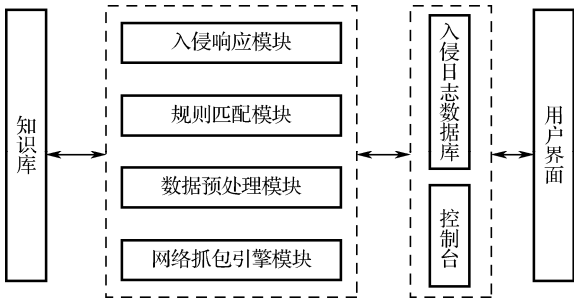 知识库
入侵响应模块
规则匹配模块
数据预处理模块
网络抓包引擎模块
入侵日志数据库
控制台
用户界面